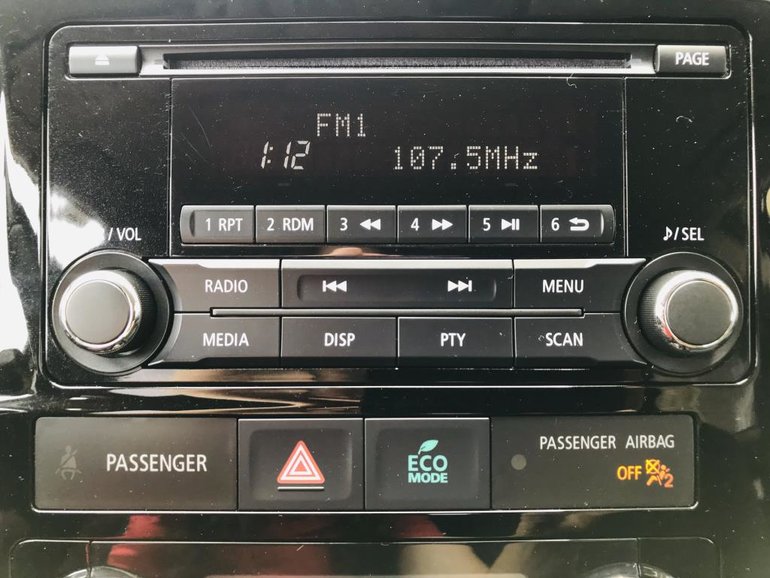 PAGE
FM1
1:12 107.5MHz
1 RPT 2 RDM 3 4 5 6
/ VOL
/SEL
RADIO MENU
MEDIA DISP PTY SCAN
PASSENGER
ECO
MODE
PASSENGER AIRBAG
OFF 2